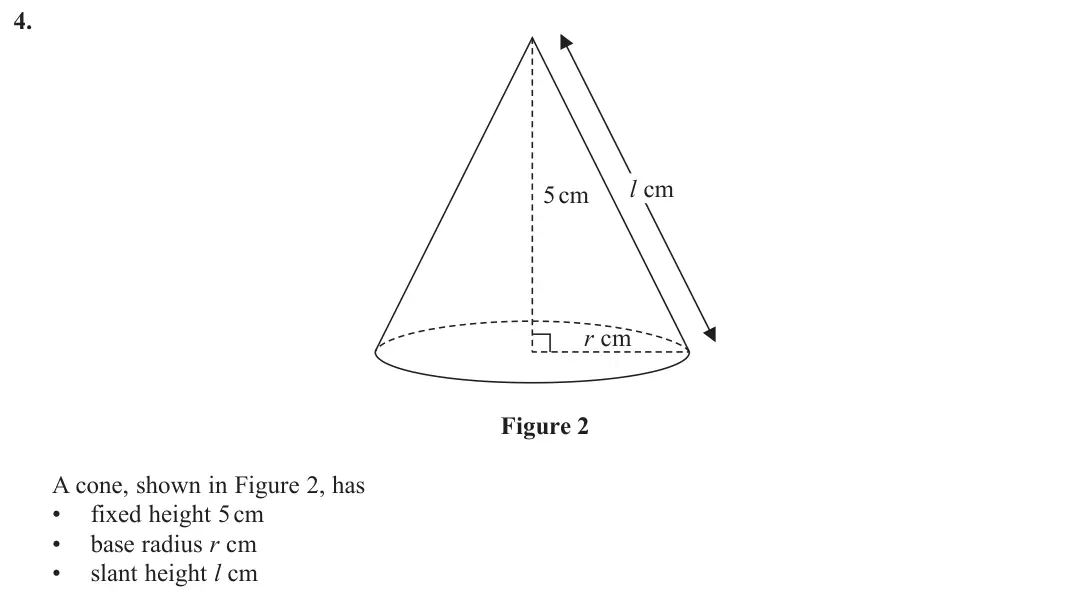 4.
5 cm
l cm
r cm
Figure 2
A cone, shown in Figure 2, has
• fixed height 5 cm
• base radius r cm
• slant height l cm